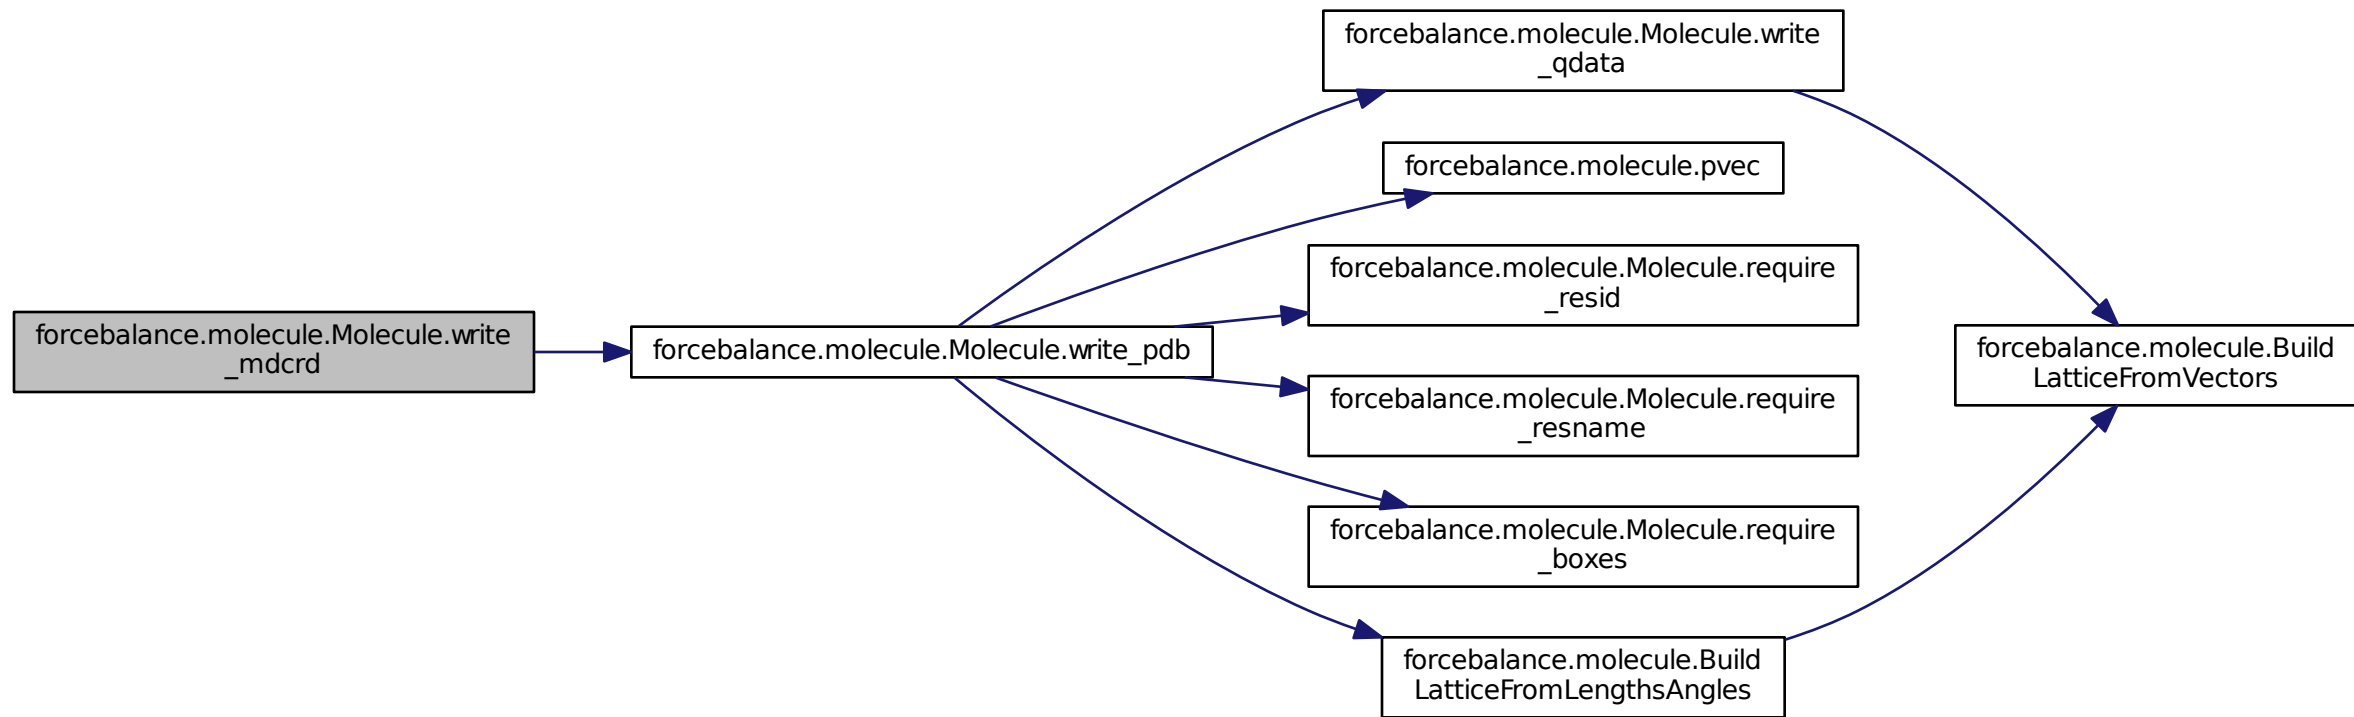 forcebalance.molecule.Molecule.write
_mdcrd
forcebalance.molecule.Molecule.write_pdb
forcebalance.molecule.Molecule.write
_qdata
forcebalance.molecule.pvec
forcebalance.molecule.Molecule.require
_resid
forcebalance.molecule.Molecule.require
_resname
forcebalance.molecule.Molecule.require
_boxes
forcebalance.molecule.Build
LatticeFromLengthsAngles
forcebalance.molecule.Build
LatticeFromVectors